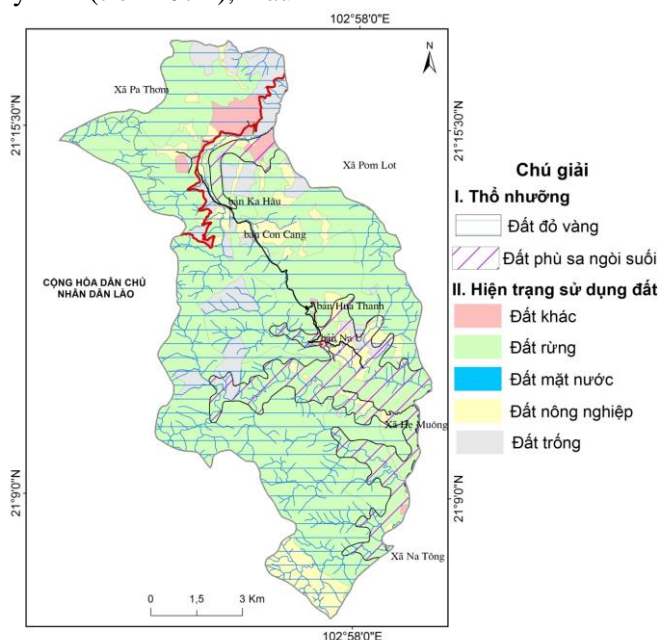 102°58'0"E
N
Xã Pa Thơm
21°15'30"N
21°15'30"N
Xã Pom Lot
bản Ka Hâu
bản Con Cang
CỘNG HÒA DÂN CHỦ
NHÂN DÂN LÀO
bản Hua Thanh
bản Na U
Xã Hẹ Muông
21°9'0"N
21°9'0"N
Xã Na Tông
0 1,5 3 Km
102°58'0"E
Chú giải
I. Thổ nhưỡng
Đất đỏ vàng
Đất phù sa ngòi suối
II. Hiện trạng sử dụng đất
Đất khác
Đất rừng
Đất mặt nước
Đất nông nghiệp
Đất trống